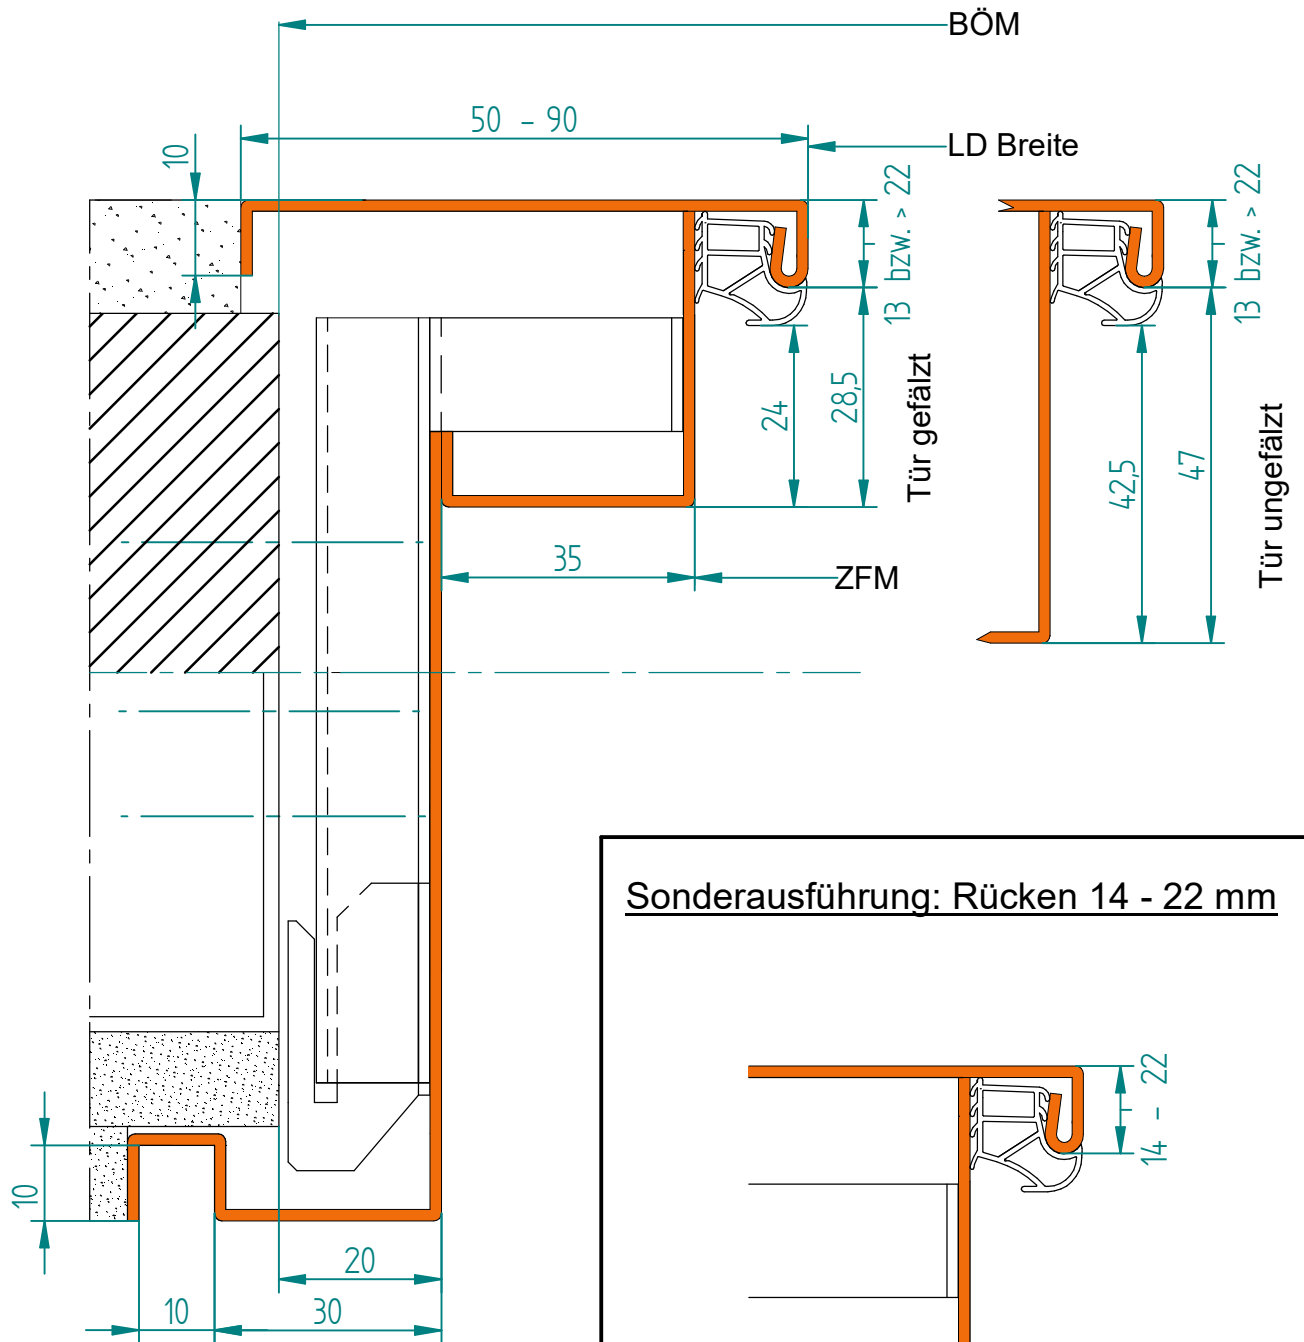 BÖM
50 - 90
LD Breite
10
13 bzw. > 22
13 bzw. > 22
24
28,5
Tür gefälzt
42,5
47
Tür ungefälzt
35
ZFM
Sonderausführung: Rücken 14 - 22 mm
14 - 22
10
20
10
30